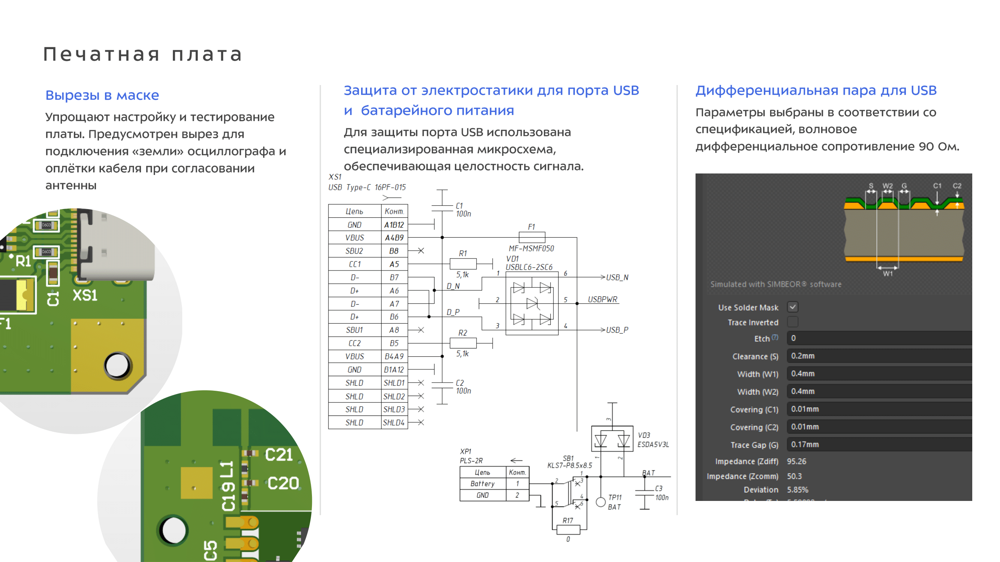 Печатная плата
Вырезы в маске
Упрощают настройку и тестирование
платы. Предусмотрен вырез для
подключения «земли» осциллографа и
оплётки кабеля при согласовании
антенны
0603
0603
R1
C1
XS1
F1
C21
L1
C20
C19
C5
Защита от электростатики для порта USB
и батарейного питания
Для защиты порта USB использована
специализированная микросхема,
обеспечивающая целостность сигнала.
XS1
USB Type-C 16PF-015
Цепь Конт.
GND A1B12
VBUS A4B9
SBU2 B8
CC1 A5
D- B7
D+ A6
D- A7
D+ B6
SBU1 A8
CC2 B5
VBUS B4A9
GND B1A12
SHLD SHLD1
SHLD SHLD2
SHLD SHLD3
SHLD SHLD4
C1
100n
F1
MF-MSMF050
R1
5,1k
VD1
USBLC6-2SC6
1 6 USB_N
D_N
2 5 USBPWR
D_P
3 4 USB_P
R2
5,1k
C2
100n
3
VD3
ESDA5V3L
1 2
XP1
PLS-2R
Цепь Конт.
Battery 1
GND 2
SB1
KLS7-P8.5x8.5
1
2 3
4
5 6
BAT
C3
100n
TP11
BAT
R17
0
Дифференциальная пара для USB
Параметры выбраны в соответствии со
спецификацией, волновое
дифференциальное сопротивление 90 Ом.
S W2 G C1 C2
W1
Simulated with SIMBEOR® software
Use Solder Mask
Trace Inverted
Etch (?) 0
Clearance (S) 0.2mm
Width (W1) 0.4mm
Width (W2) 0.4mm
Covering (C1) 0.01mm
Covering (C2) 0.01mm
Trace Gap (G) 0.17mm
Impedance (Zdiff) 95.26
Impedance (Zcomm) 50.3
Deviation 5.85%